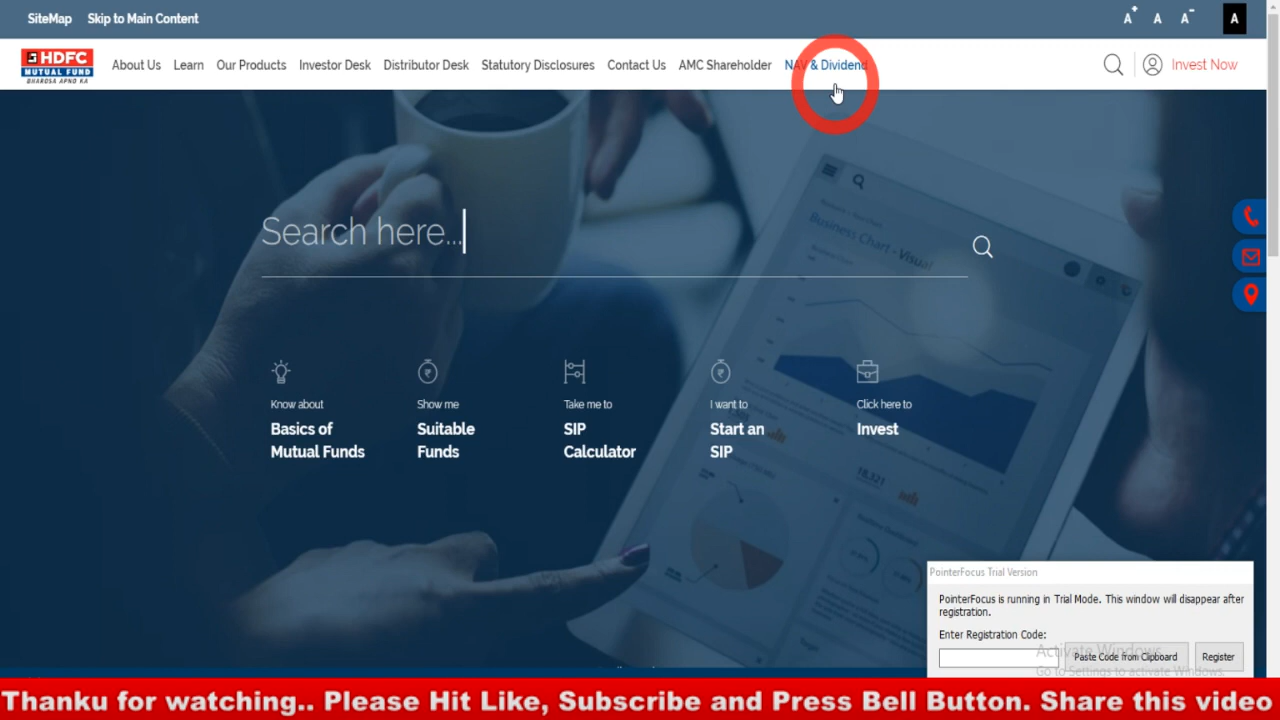 SiteMap Skip to Main Content
A+ A A- A
HDFC
MUTUAL FUND
BHAROSA APNO KA
About Us Learn Our Products Investor Desk Distributor Desk Statutory Disclosures Contact Us AMC Shareholder NAV & Dividend
Invest Now
Search here...
Business Chart - Visual
Know about
Basics of
Mutual Funds
Show me
Suitable
Funds
Take me to
SIP
Calculator
I want to
Start an
SIP
Click here to
Invest
18,321
PointerFocus Trial Version
PointerFocus is running in Trial Mode. This window will disappear after
registration.
Enter Registration Code:
Paste Code from Clipboard
Register
Activate Windows
Go to Settings to activate Windows.
Thanku for watching.. Please Hit Like, Subscribe and Press Bell Button. Share this video